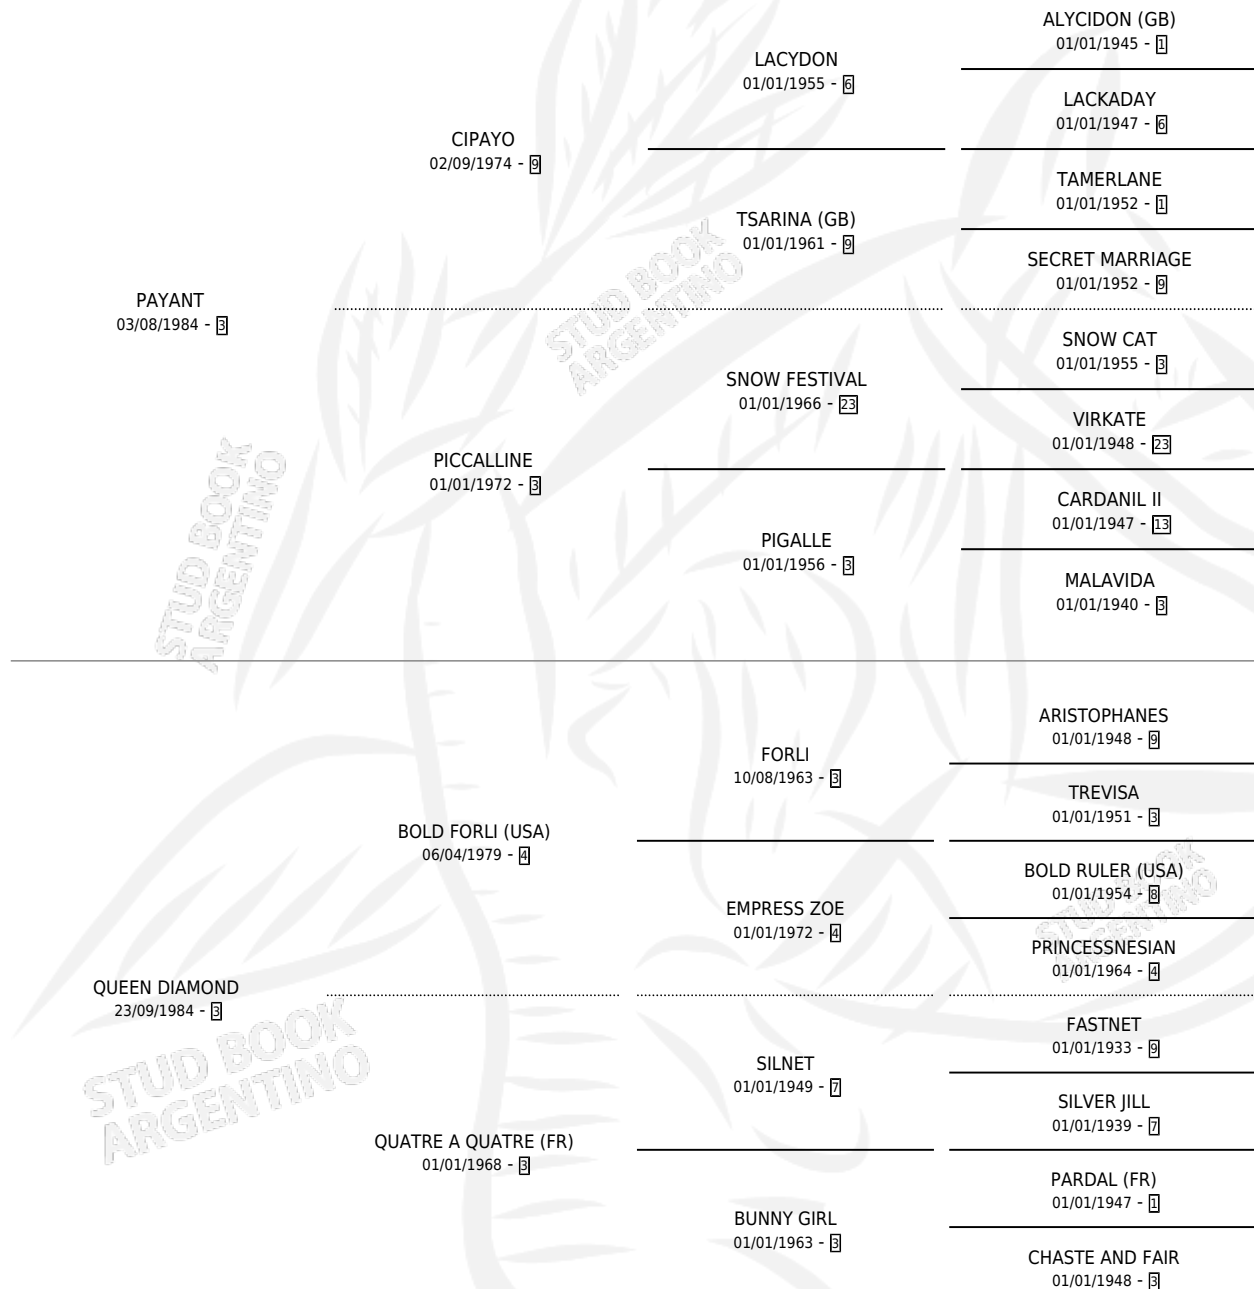 ALYCIDON (GB)
01/01/1945 - 1
LACYDON
01/01/1955 - 6
LACKADAY
01/01/1947 - 6
CIPAYO
02/09/1974 - 9
TAMERLANE
01/01/1952 - 1
TSARINA (GB)
01/01/1961 - 9
SECRET MARRIAGE
01/01/1952 - 9
PAYANT
03/08/1984 - 3
STUD BOOK
ARGENTINO
SNOW CAT
01/01/1955 - 3
SNOW FESTIVAL
01/01/1966 - 23
VIRKATE
01/01/1948 - 23
PICCALLINE
01/01/1972 - 3
CARDANIL II
01/01/1947 - 13
PIGALLE
01/01/1956 - 3
MALAVIDA
01/01/1940 - 3
STUD BOOK
ARGENTINO
ARISTOPHANES
01/01/1948 - 9
FORLI
10/08/1963 - 3
TREVISA
01/01/1951 - 3
BOLD FORLI (USA)
06/04/1979 - 4
BOLD RULER (USA)
01/01/1954 - 8
EMPRESS ZOE
01/01/1972 - 4
PRINCESSNESIAN
01/01/1964 - 4
STUD BOOK
ARGENTINO
QUEEN DIAMOND
23/09/1984 - 3
FASTNET
01/01/1933 - 9
SILNET
01/01/1949 - 7
SILVER JILL
01/01/1939 - 7
STUD BOOK
ARGENTINO
QUATRE A QUATRE (FR)
01/01/1968 - 3
PARDAL (FR)
01/01/1947 - 1
BUNNY GIRL
01/01/1963 - 3
CHASTE AND FAIR
01/01/1948 - 3